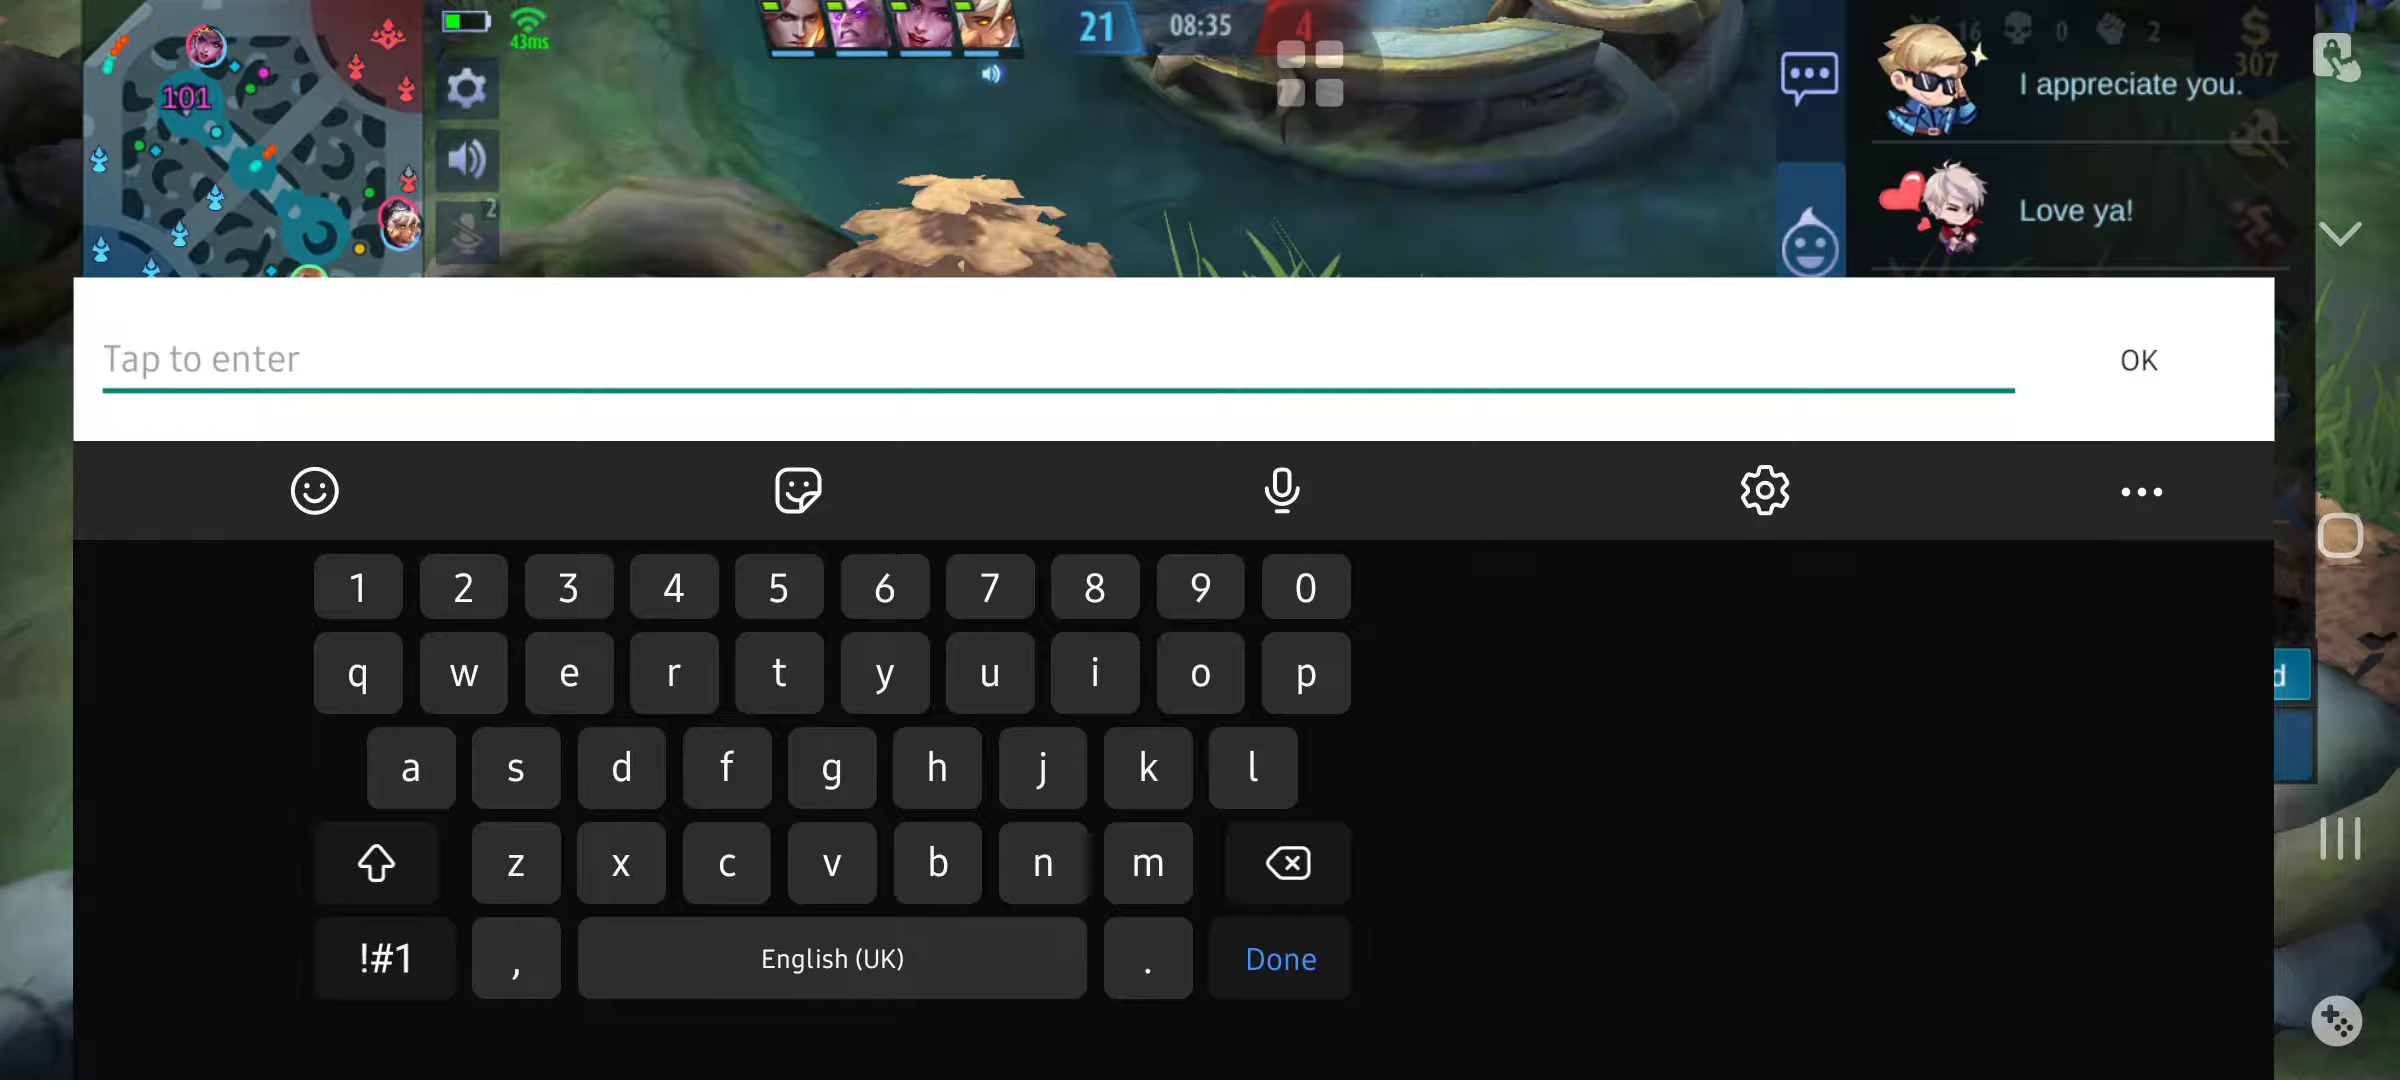 43ms
21 08:35 4
16 0 2
307
101
2
I appreciate you.
Love ya!
Tap to enter
OK
1 2 3 4 5 6 7 8 9 0
q w e r t y u i o p
d
a s d f g h j k l
z x c v b n m
!#1 , English (UK) . Done